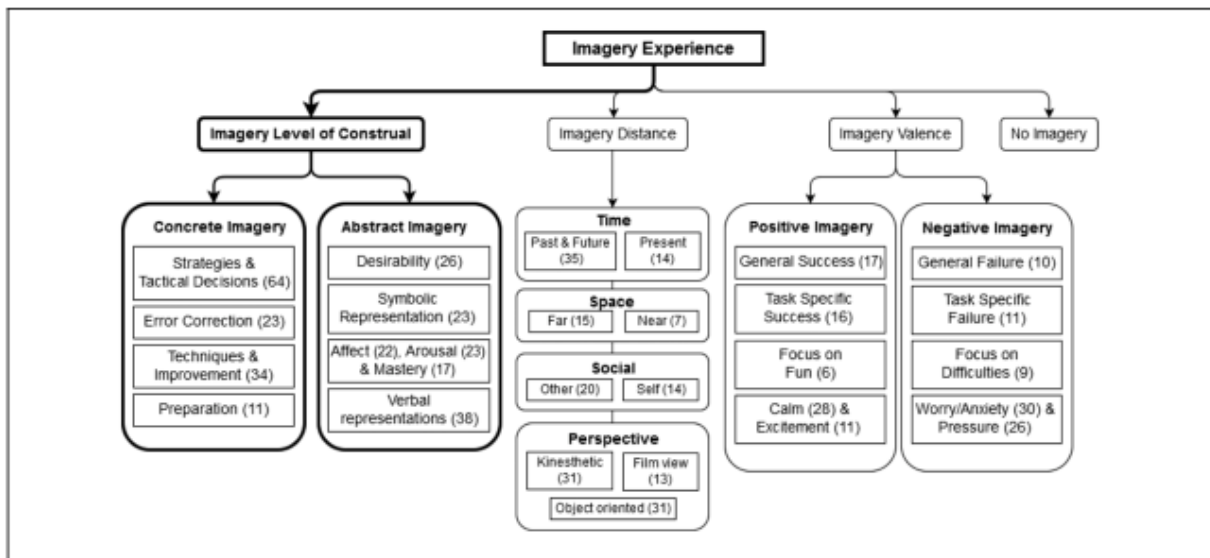 Imagery Experience
Imagery Level of Construal
Imagery Distance
Imagery Valence
No Imagery
Concrete Imagery
Strategies &
Tactical Decisions (64)
Error Correction (23)
Techniques &
Improvement (34)
Preparation (11)
Abstract Imagery
Desirability (26)
Symbolic
Representation (23)
Affect (22), Arousal (23)
& Mastery (17)
Verbal
representations (38)
Time
Past & Future
(35)
Present
(14)
Space
Far (15)
Near (7)
Social
Other (20)
Self (14)
Perspective
Kinesthetic
(31)
Film view
(13)
Object oriented (31)
Positive Imagery
General Success (17)
Task Specific
Success (16)
Focus on
Fun (6)
Calm (28) &
Excitement (11)
Negative Imagery
General Failure (10)
Task Specific
Failure (11)
Focus on
Difficulties (9)
Worry/Anxiety (30) &
Pressure (26)